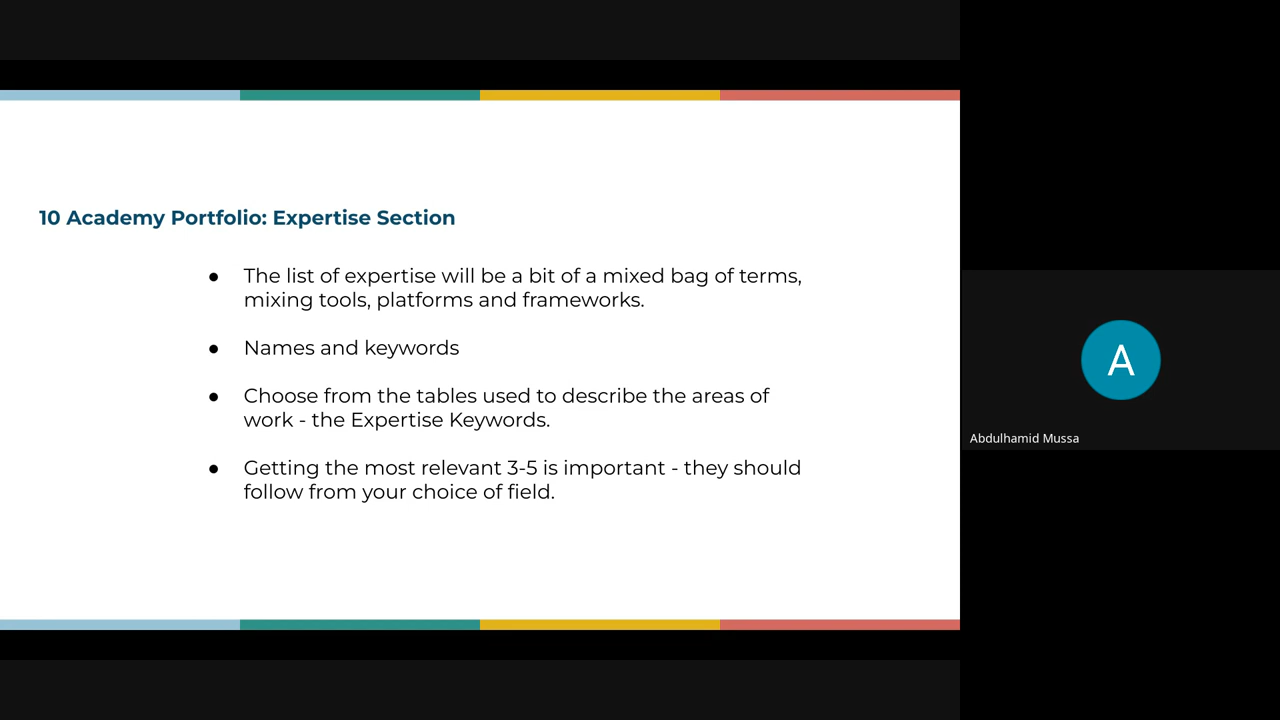 10 Academy Portfolio: Expertise Section
● The list of expertise will be a bit of a mixed bag of terms,
mixing tools, platforms and frameworks.
● Names and keywords
● Choose from the tables used to describe the areas of
work - the Expertise Keywords.
● Getting the most relevant 3-5 is important - they should
follow from your choice of field.
A
Abdulhamid Mussa